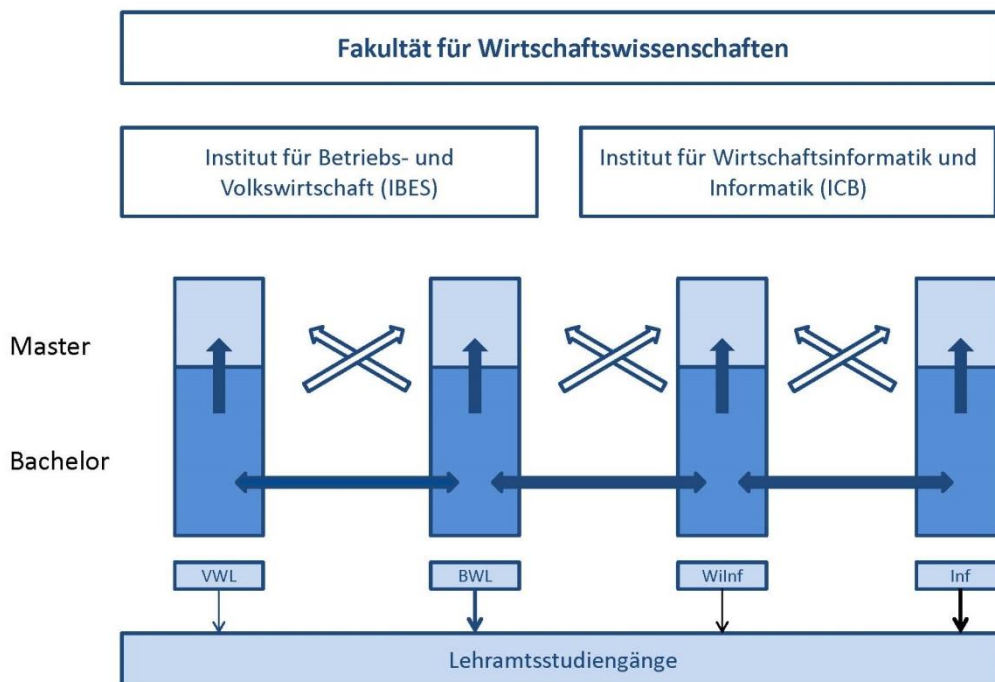 Fakultät für Wirtschaftswissenschaften
Institut für Betriebs- und
Volkswirtschaft (IBES)
Institut für Wirtschaftsinformatik und
Informatik (ICB)
Master
Bachelor
VWL
BWL
WiInf
Inf
Lehramtsstudiengänge